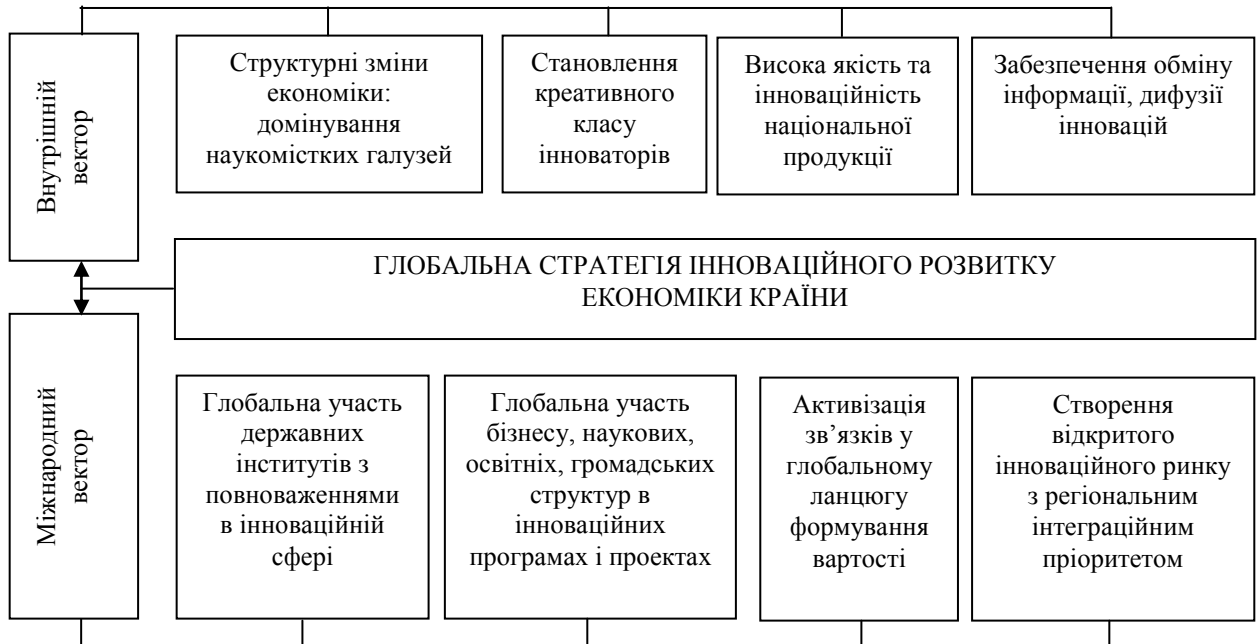 Внутрішній
вектор
Структурні зміни
економіки:
домінування
наукомістких галузей
Становлення
креативного
класу
інноваторів
Висока якість та
інноваційність
національної
продукції
Забезпечення обміну
інформації, дифузії
інновацій
ГЛОБАЛЬНА СТРАТЕГІЯ ІННОВАЦІЙНОГО РОЗВИТКУ
ЕКОНОМІКИ КРАЇНИ
Міжнародний
вектор
Глобальна участь
державних
інститутів з
повноваженнями
в інноваційній
сфері
Глобальна участь
бізнесу, наукових,
освітніх, громадських
структур в
інноваційних
програмах і проектах
Активізація
зв’язків у
глобальному
ланцюгу
формування
вартості
Створення
відкритого
інноваційного ринку
з регіональним
інтеграційним
пріоритетом